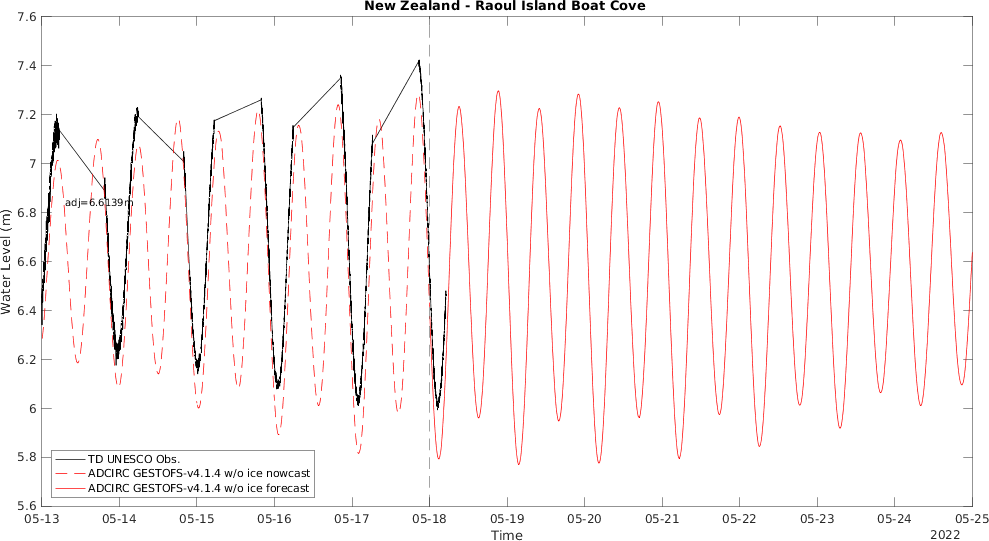 New Zealand - Raoul Island Boat Cove
7.6
7.4
7.2
7
6.8
6.6
6.4
6.2
6
5.8
5.6
Water Level (m)
adj=6.6139m
TD UNESCO Obs.
ADCIRC GESTOFS-v4.1.4 w/o ice nowcast
ADCIRC GESTOFS-v4.1.4 w/o ice forecast
05-13 05-14 05-15 05-16 05-17 05-18 05-19 05-20 05-21 05-22 05-23 05-24 05-25
Time
2022